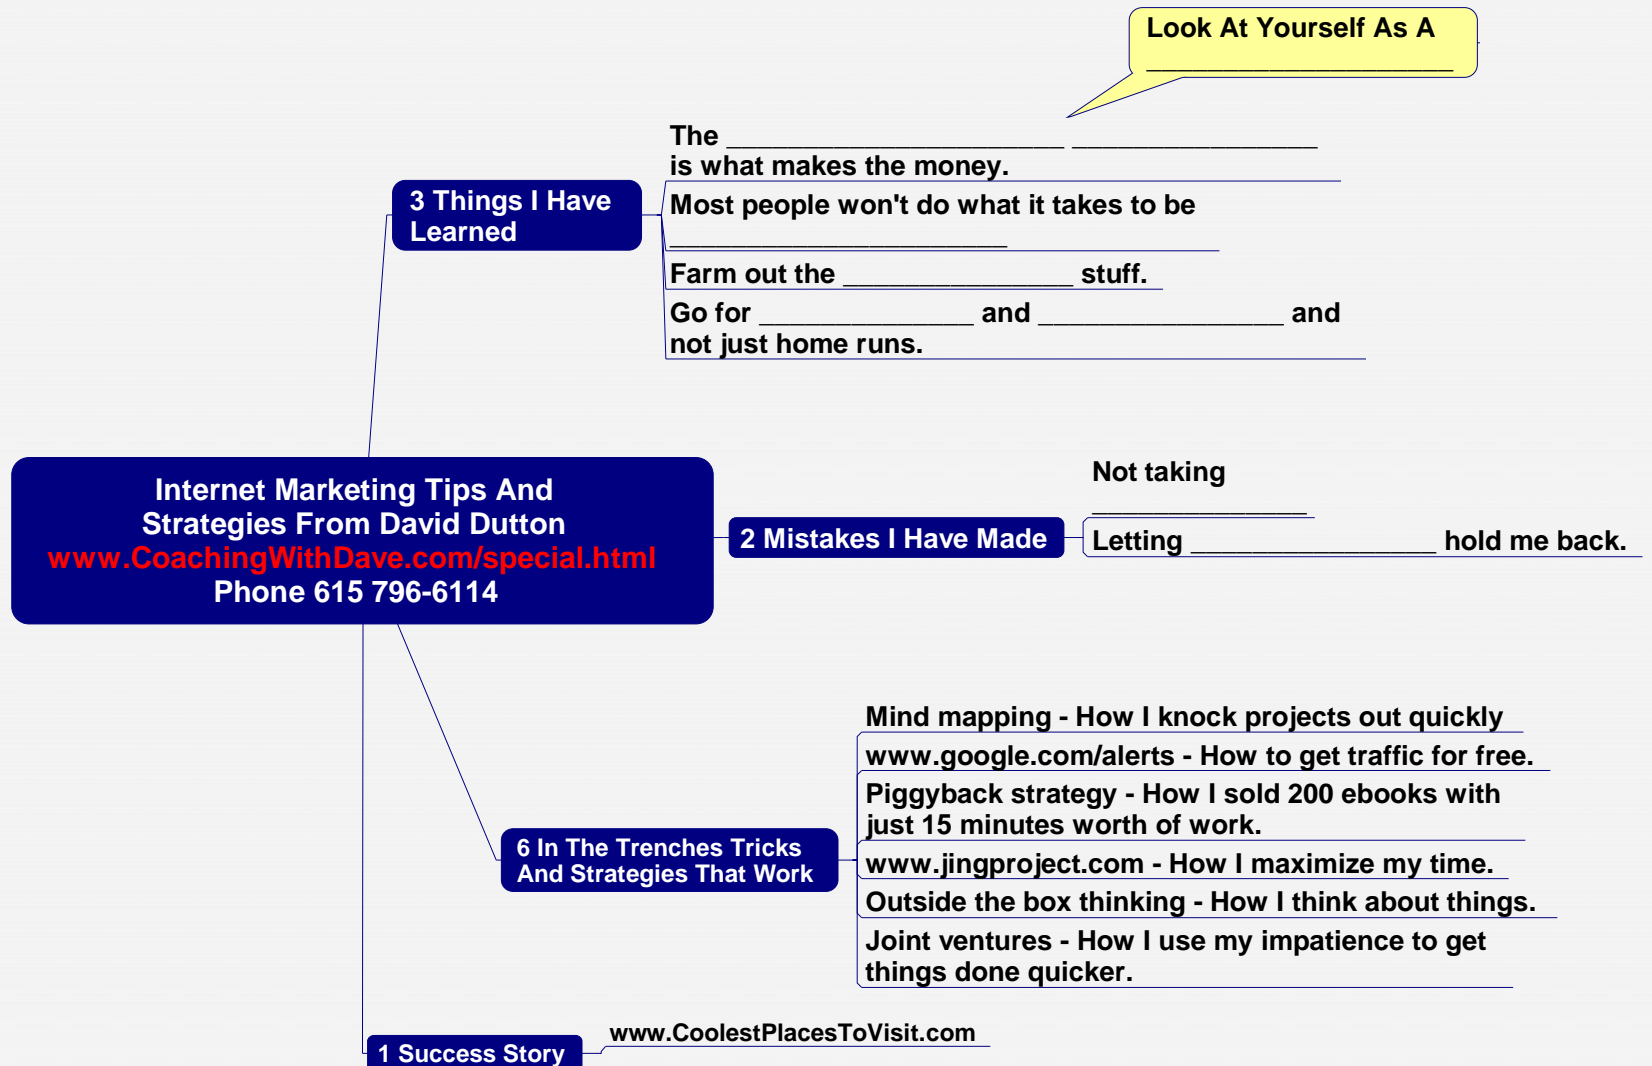 Look At Yourself As A
____________________
The ______________________ ________________
is what makes the money.
3 Things I Have
Learned
Most people won't do what it takes to be
______________________
Farm out the _______________ stuff.
Go for ______________ and ________________ and
not just home runs.
Internet Marketing Tips And
Strategies From David Dutton
www.CoachingWithDave.com/special.html
Phone 615 796-6114
2 Mistakes I Have Made
Not taking
______________
Letting ________________ hold me back.
6 In The Trenches Tricks
And Strategies That Work
Mind mapping - How I knock projects out quickly
www.google.com/alerts - How to get traffic for free.
Piggyback strategy - How I sold 200 ebooks with
just 15 minutes worth of work.
www.jingproject.com - How I maximize my time.
Outside the box thinking - How I think about things.
Joint ventures - How I use my impatience to get
things done quicker.
1 Success Story
www.CoolestPlacesToVisit.com